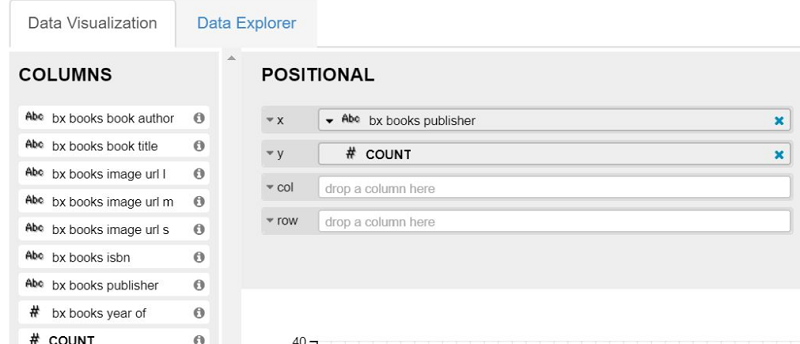 Data Visualization Data Explorer
COLUMNS
Abc bx books book author
Abc bx books book title
Abc bx books image url l
Abc bx books image url m
Abc bx books image url s
Abc bx books isbn
Abc bx books publisher
# bx books year of
# COUNT
POSITIONAL
x Abc bx books publisher
y # COUNT
col drop a column here
row drop a column here
40